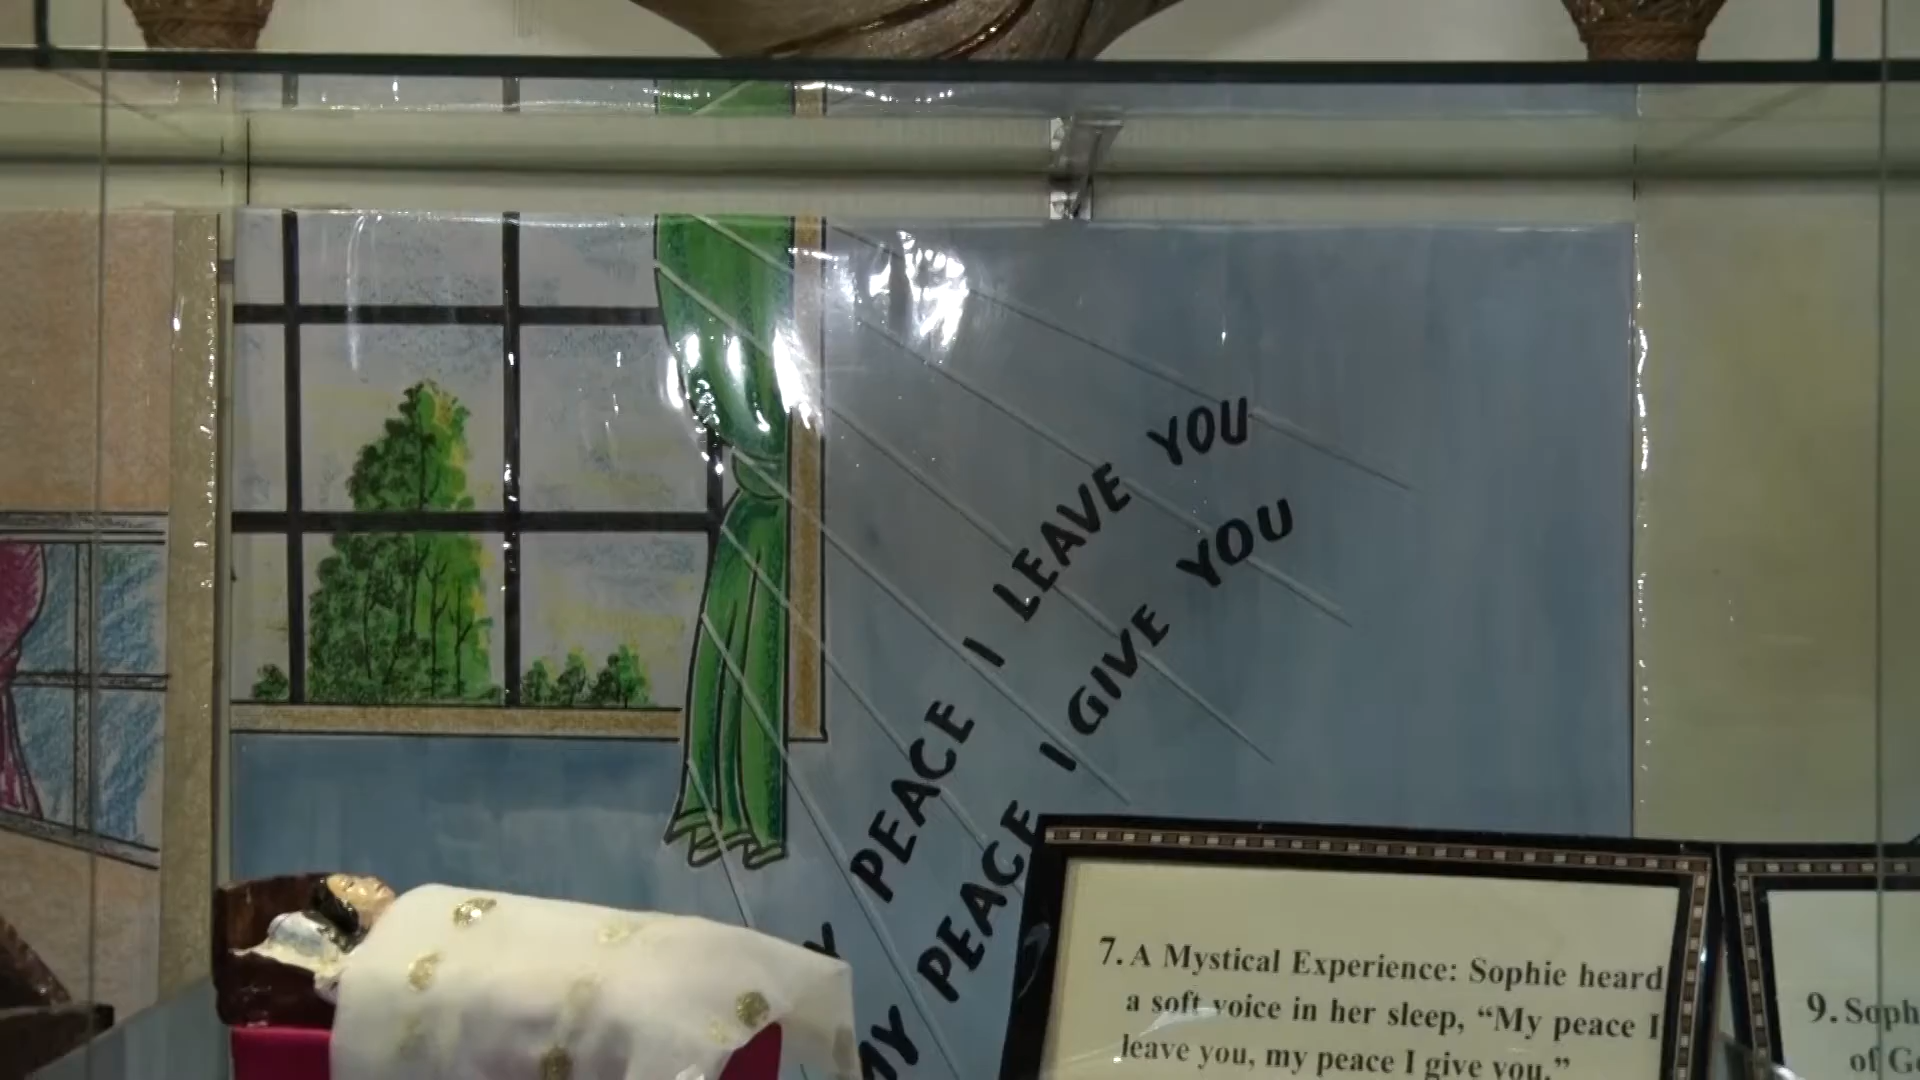 MY PEACE I LEAVE YOU
MY PEACE I GIVE YOU
7. A Mystical Experience: Sophie heard
a soft voice in her sleep, “My peace I
leave you, my peace I give you.”
9. Soph
of G